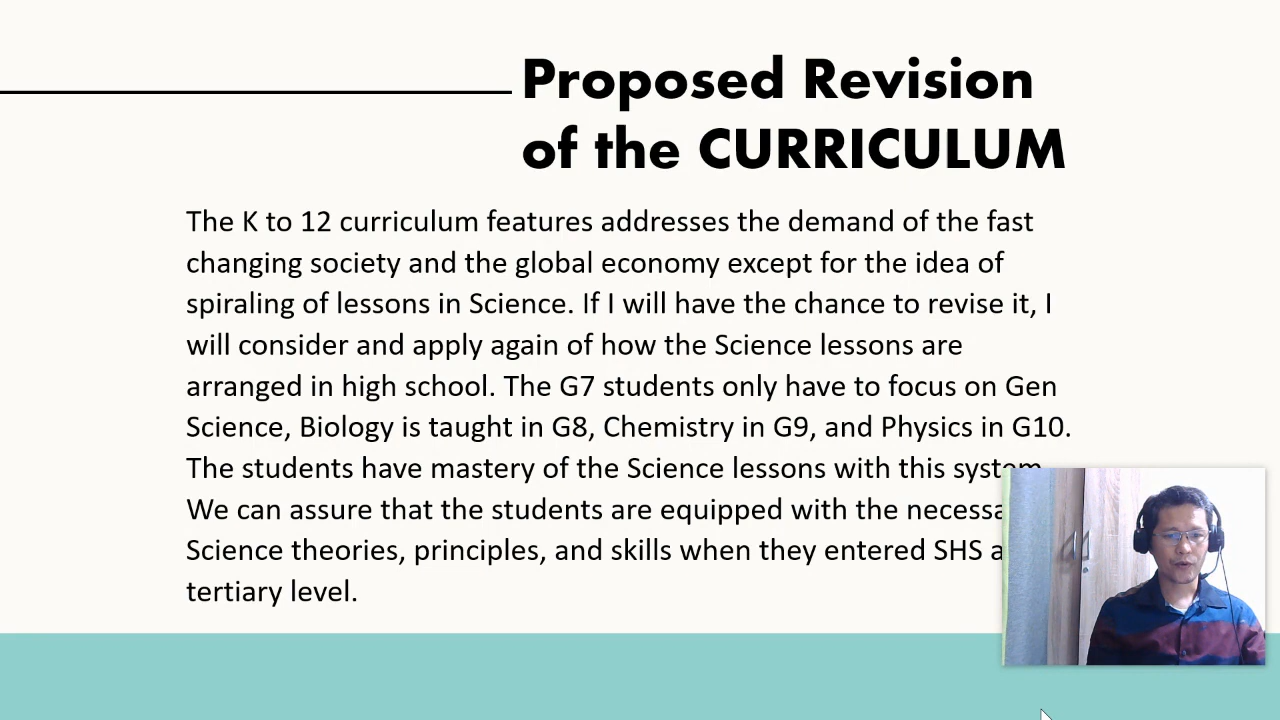 Proposed Revision
of the CURRICULUM
The K to 12 curriculum features addresses the demand of the fast
changing society and the global economy except for the idea of
spiraling of lessons in Science. If I will have the chance to revise it, I
will consider and apply again of how the Science lessons are
arranged in high school. The G7 students only have to focus on Gen
Science, Biology is taught in G8, Chemistry in G9, and Physics in G10.
The students have mastery of the Science lessons with this system.
We can assure that the students are equipped with the
Science theories, principles, and skills when they entered SHS
tertiary level.